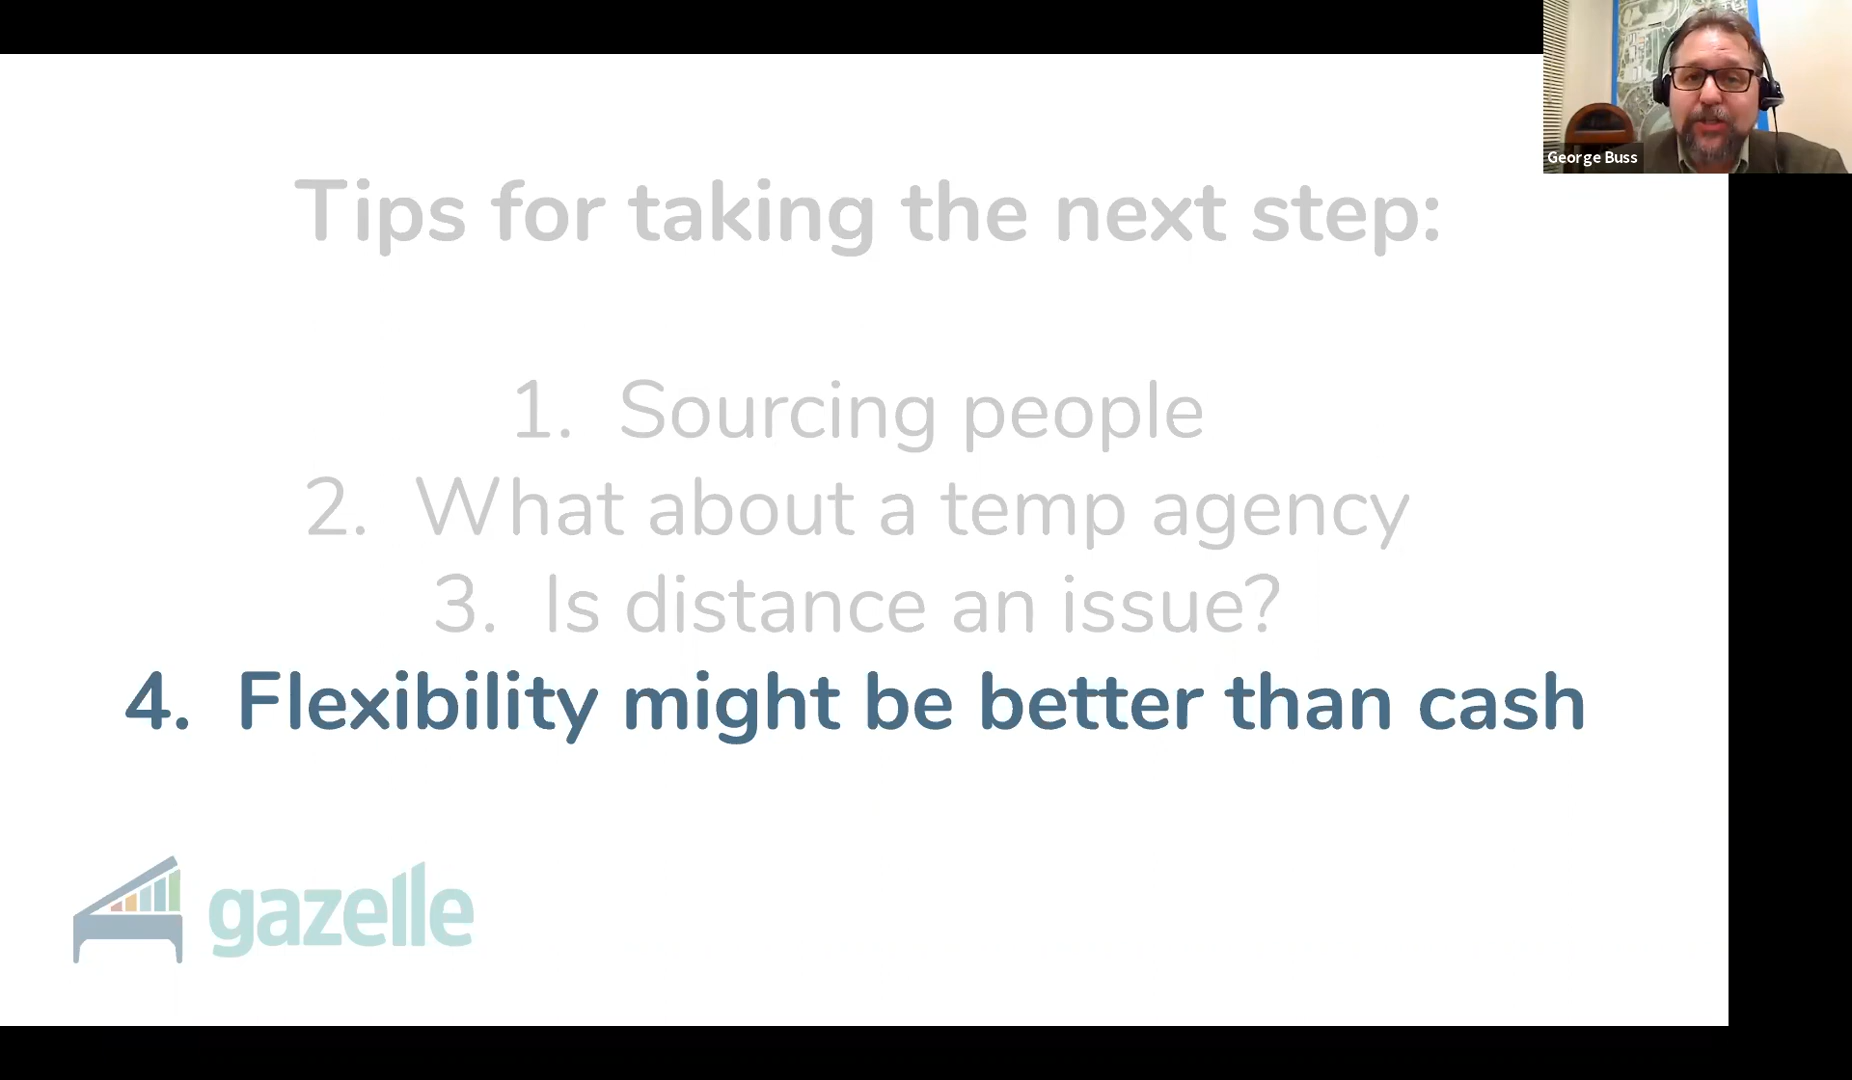 George Buss
Tips for taking the next step:
1. Sourcing people
2. What about a temp agency
3. Is distance an issue?
4. Flexibility might be better than cash
gazelle